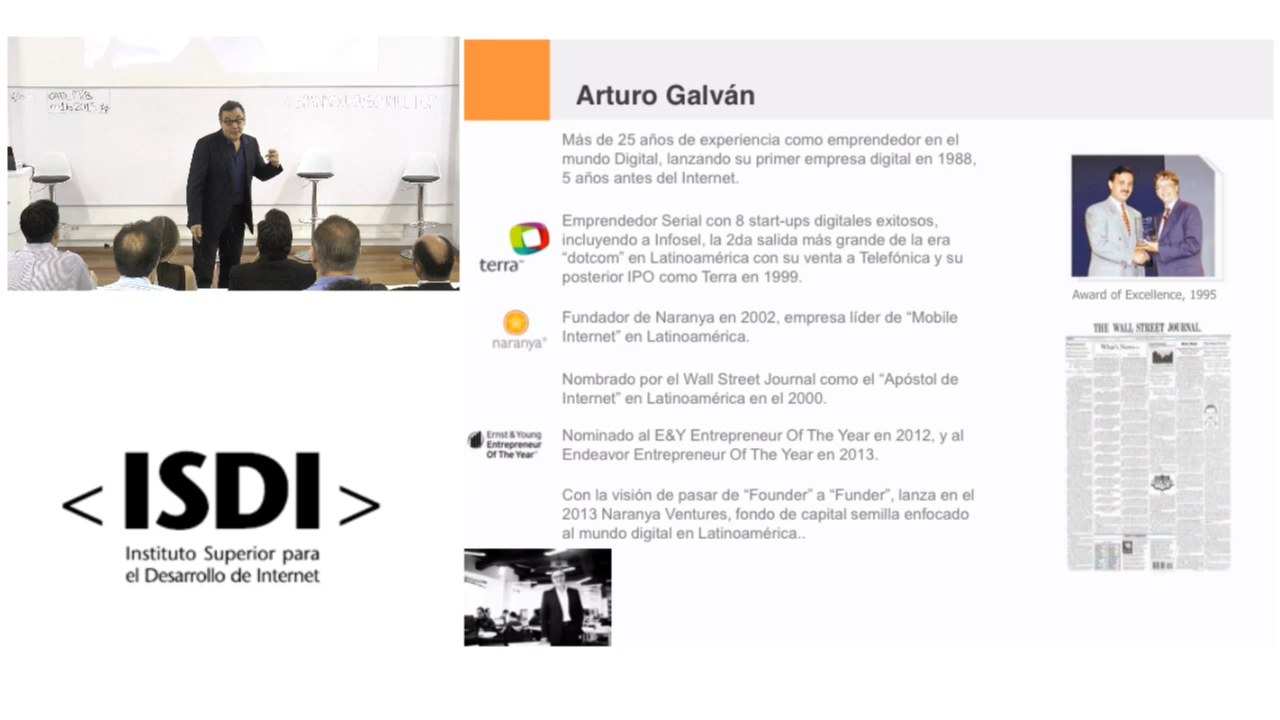 Arturo Galván
Más de 25 años de experiencia como emprendedor en el
mundo Digital, lanzando su primer empresa digital en 1988,
5 años antes del Internet.
Emprendedor Serial con 8 start-ups digitales exitosos,
incluyendo a Infosel, la 2da salida más grande de la era
“dotcom” en Latinoamérica con su venta a Telefónica y su
posterior IPO como Terra en 1999.
terra
Fundador de Naranya en 2002, empresa líder de “Mobile
Internet” en Latinoamérica.
naranya®
Nombrado por el Wall Street Journal como el “Apóstol de
Internet” en Latinoamérica en el 2000.
Ernst & Young
Entrepreneur
Of The Year
Nominado al E&Y Entrepreneur Of The Year en 2012, y al
Endeavor Entrepreneur Of The Year en 2013.
Con la visión de pasar de “Founder” a “Funder”, lanza en el
2013 Naranya Ventures, fondo de capital semilla enfocado
al mundo digital en Latinoamérica..
Award of Excellence, 1995
THE WALL STREET JOURNAL.
What's News—
<ISDI>
Instituto Superior para
el Desarrollo de Internet